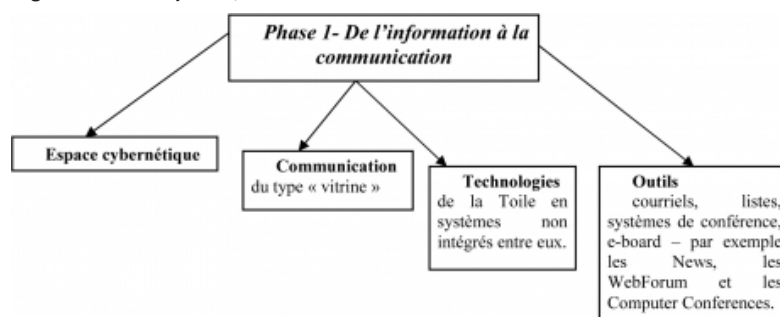 Phase 1- De l'information à la
communication
Espace cybernétique
Communication
du type « vitrine »
Technologies
de la Toile en
systèmes non
intégrés entre eux.
Outils
courriels, listes,
systèmes de conférence,
e-board – par exemple
les News, les
WebForum et les
Computer Conferences.